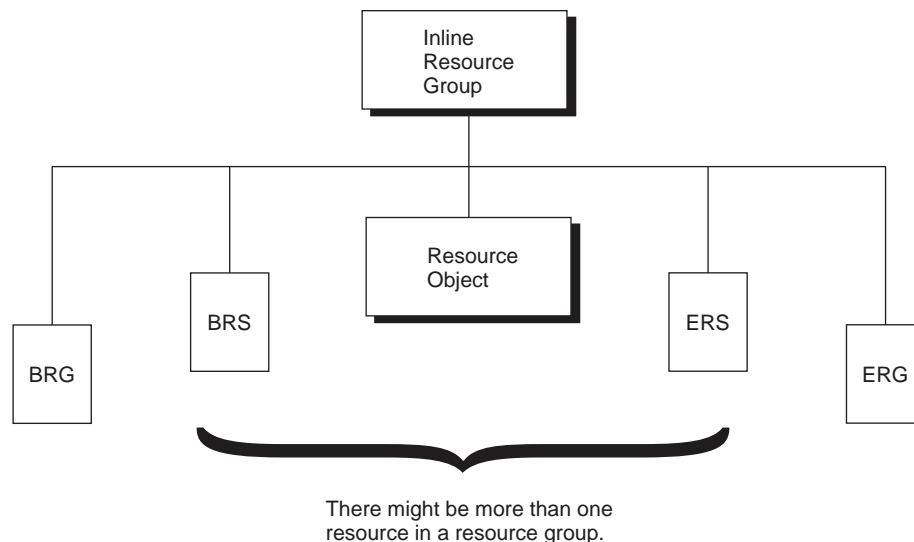 Inline
Resource
Group
Resource
Object
BRS
ERS
BRG
ERG
There might be more than one
resource in a resource group.